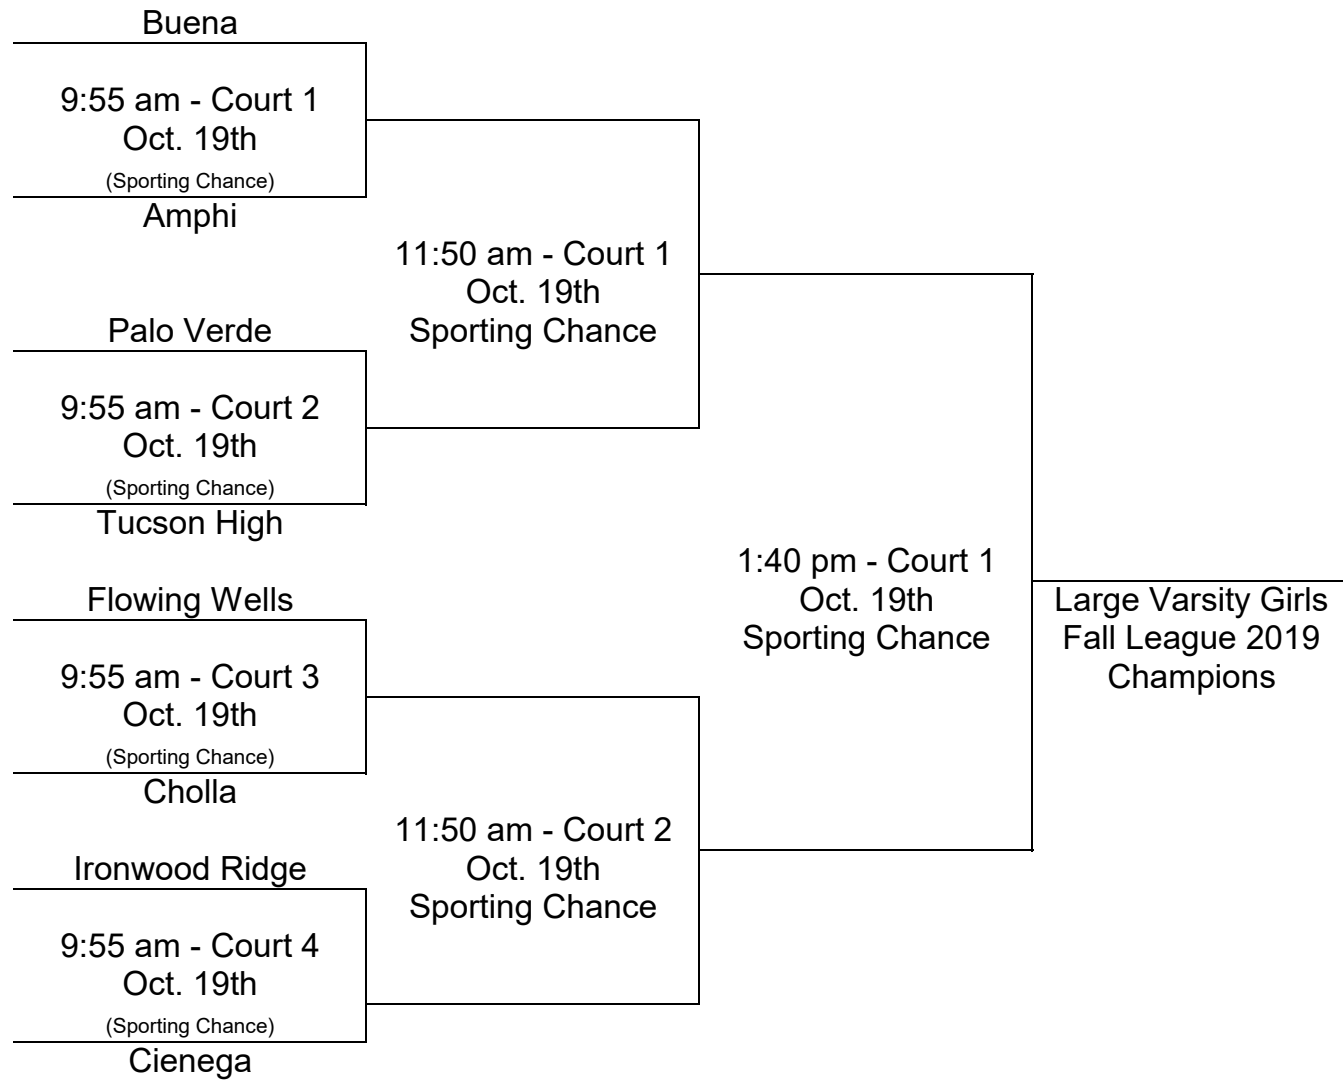 Buena
9:55 am - Court 1
Oct. 19th
(Sporting Chance)
Amphi
11:50 am - Court 1
Oct. 19th
Sporting Chance
Palo Verde
9:55 am - Court 2
Oct. 19th
(Sporting Chance)
Tucson High
1:40 pm - Court 1
Oct. 19th
Sporting Chance
Large Varsity Girls
Fall League 2019
Champions
Flowing Wells
9:55 am - Court 3
Oct. 19th
(Sporting Chance)
Cholla
11:50 am - Court 2
Oct. 19th
Sporting Chance
Ironwood Ridge
9:55 am - Court 4
Oct. 19th
(Sporting Chance)
Cienega